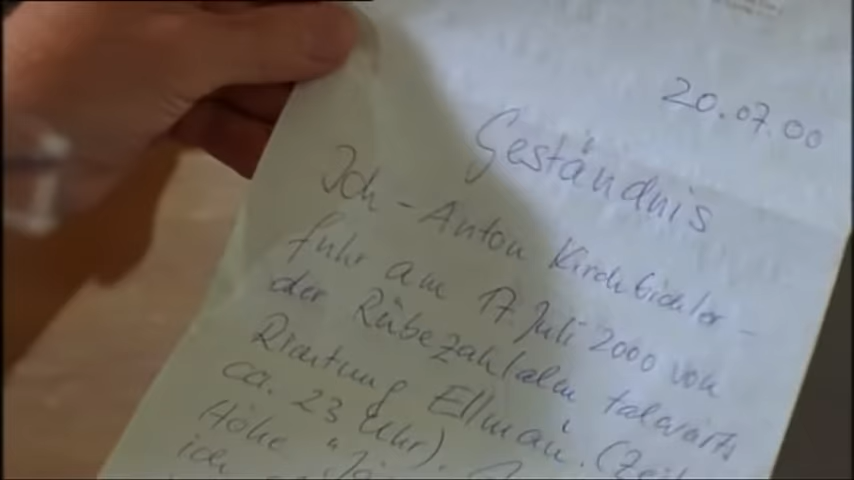 20.07.00
Geständnis
Ich - Anton Kirchbichler -
fuhr am 17. Juli 2000 von
der Rübezahlalm talwärts
Richtung Ellmau. (Zeit
ca. 23 Uhr).
Höhe "
ich